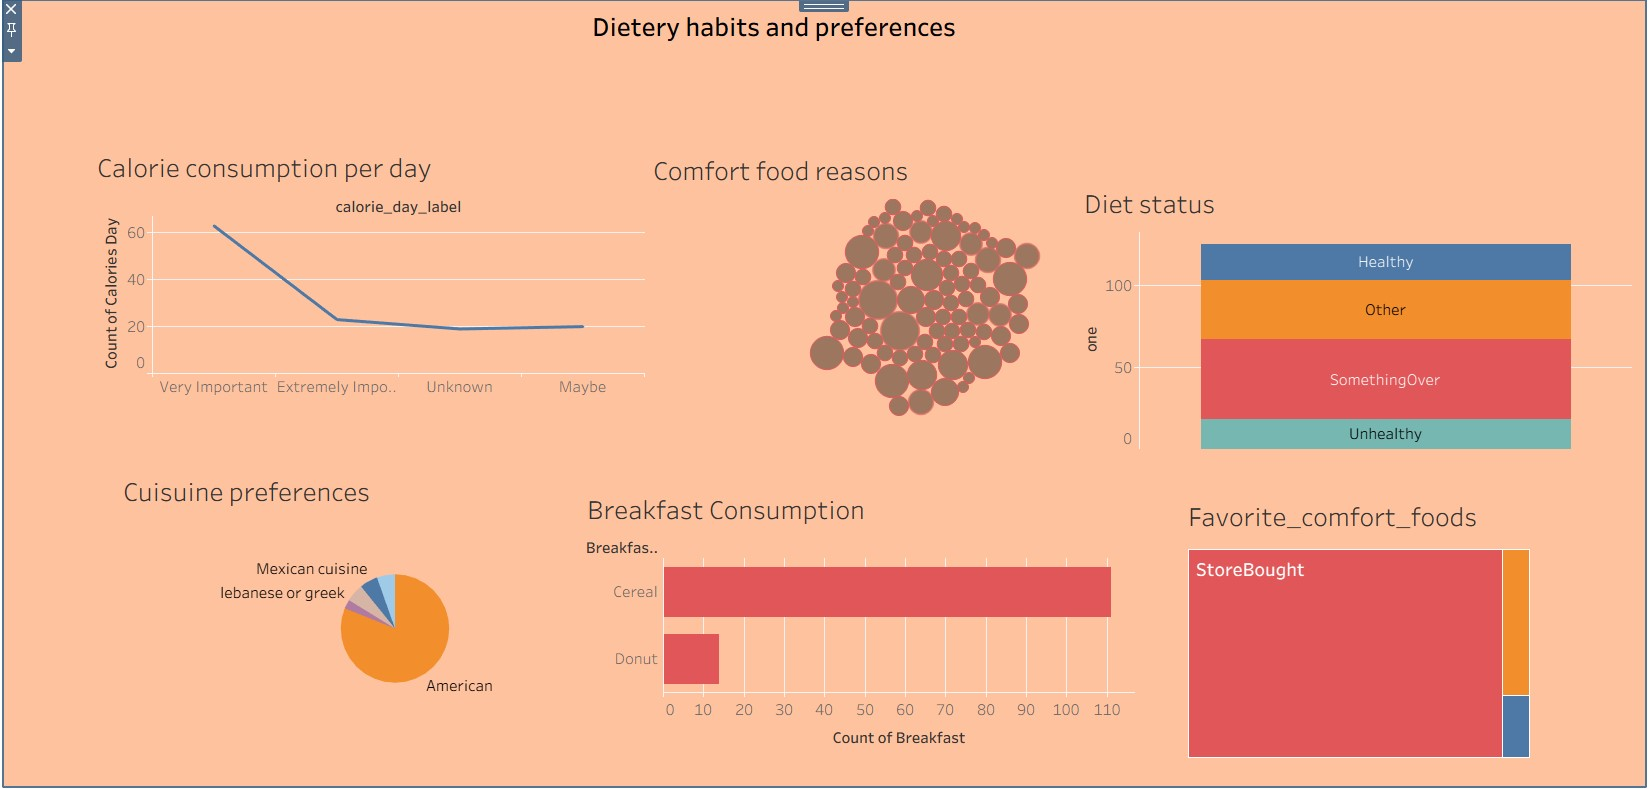 Dietery habits and preferences
Calorie consumption per day
calorie_day_label
Count of Calories Day
60
40
20
0
Very Important
Extremely Impo..
Unknown
Maybe
Comfort food reasons
Diet status
one
100
50
0
Healthy
Other
SomethingOver
Unhealthy
Cuisuine preferences
Mexican cuisine
lebanese or greek
American
Breakfast Consumption
Breakfas..
Cereal
Donut
0 10 20 30 40 50 60 70 80 90 100 110
Count of Breakfast
Favorite_comfort_foods
StoreBought